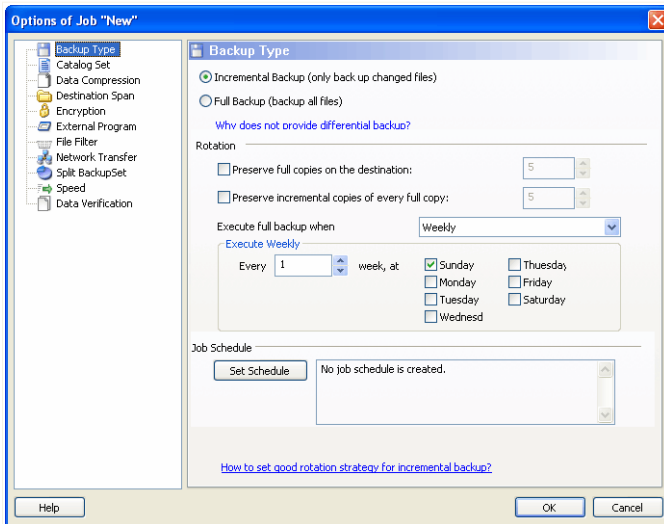 Options of Job "New"
Backup Type
Catalog Set
Data Compression
Destination Span
Encryption
External Program
File Filter
Network Transfer
Split BackupSet
Speed
Data Verification
Backup Type
Incremental Backup (only back up changed files)
Full Backup (backup all files)
Why does not provide differential backup?
Rotation
Preserve full copies on the destination: 5
Preserve incremental copies of every full copy: 5
Execute full backup when Weekly
Execute Weekly
Every 1 week, at
Sunday Thuesday
Monday Friday
Tuesday Saturday
Wednesd
Job Schedule
Set Schedule No job schedule is created.
How to set good rotation strategy for incremental backup?
Help OK Cancel